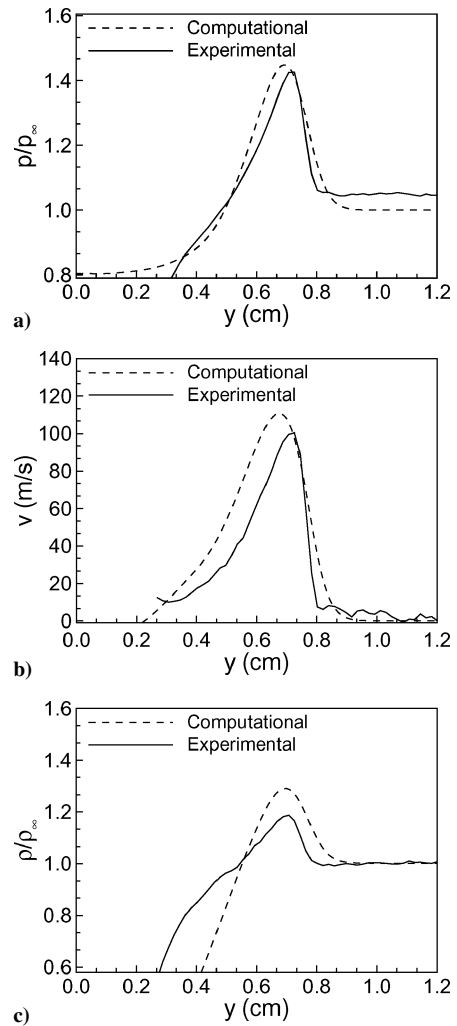 1.6
Computational
Experimental
1.4
p/p∞
1.2
1.0
0.8
0.0 0.2 0.4 0.6 0.8 1.0 1.2
a)
y (cm)
140
Computational
120
Experimental
100
v (m/s)
80
60
40
20
0
0.0 0.2 0.4 0.6 0.8 1.0 1.2
b)
y (cm)
1.6
Computational
Experimental
1.4
1.2
ρ/ρ∞
1.0
0.8
0.6
0.0 0.2 0.4 0.6 0.8 1.0 1.2
c)
y (cm)